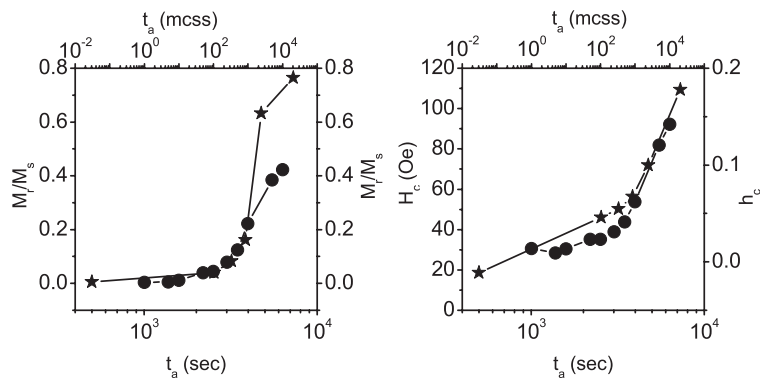 t_a (mcss)
10^-2 10^0 10^2 10^4
0.8 0.8
0.6 0.6
0.4 0.4
0.2 0.2
0.0 0.0
M_r/M_s
M_r/M_s
10^3 10^4
t_a (sec)
t_a (mcss)
10^-2 10^0 10^2 10^4
120 0.2
100
80
60 0.1
40
20 0.0
0
H_c (Oe)
h_c
10^3 10^4
t_a (sec)